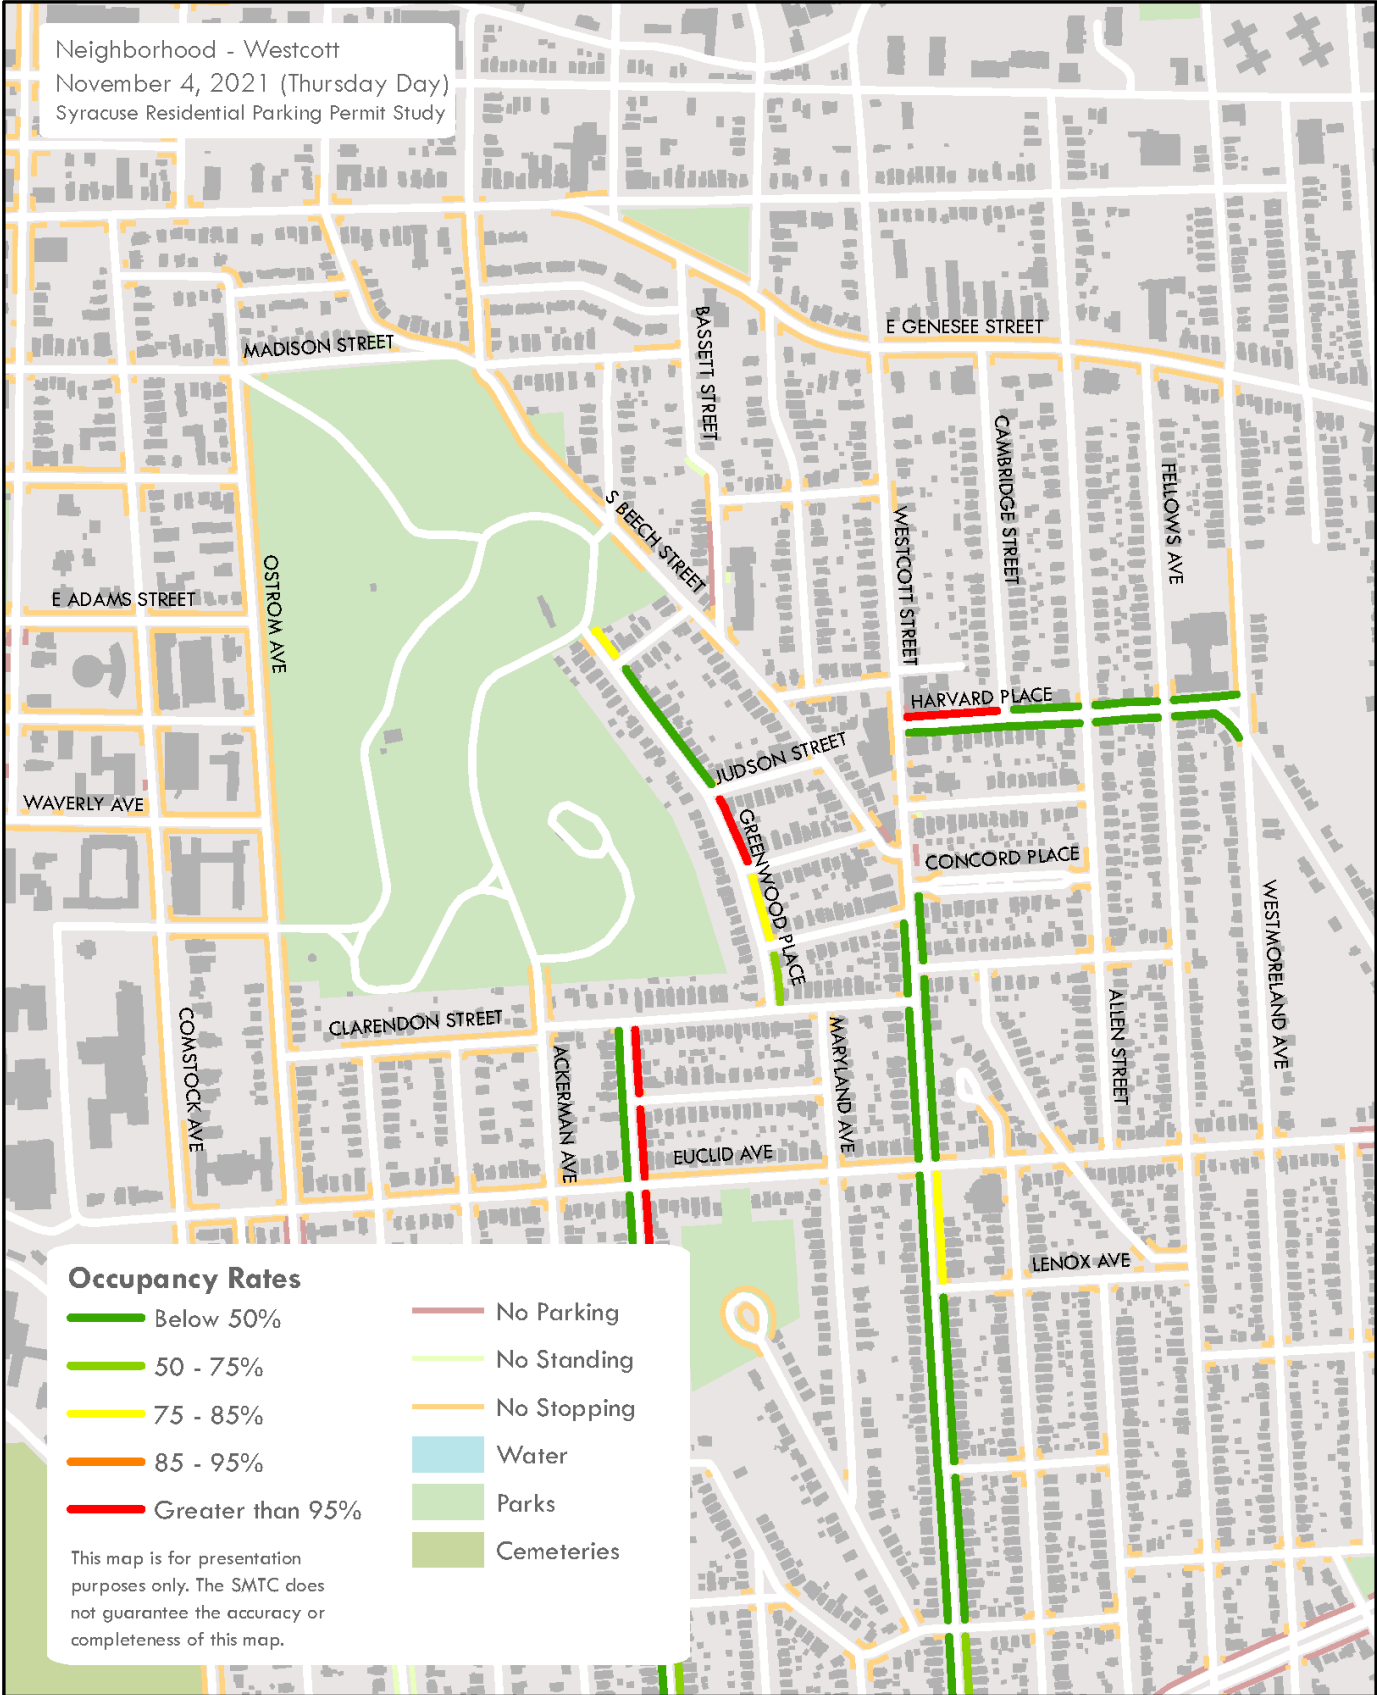 Neighborhood - Westcott
November 4, 2021 (Thursday Day)
Syracuse Residential Parking Permit Study
E GENESEE STREET
MADISON STREET
BASSETT STREET
CAMBRIDGE STREET
FELLOWS AVE
S BEECH STREET
WESTCOTT STREET
OSTROM AVE
E ADAMS STREET
HARVARD PLACE
JUDSON STREET
WAVERLY AVE
GREENWOOD PLACE
CONCORD PLACE
WESTMORELAND AVE
ALLEN STREET
COMSTOCK AVE
CLARENDON STREET
ACKERMAN AVE
MARYLAND AVE
EUCLID AVE
LENOX AVE
Occupancy Rates
Below 50%
50 - 75%
75 - 85%
85 - 95%
Greater than 95%
No Parking
No Standing
No Stopping
Water
Parks
Cemeteries
This map is for presentation
purposes only. The SMTC does
not guarantee the accuracy or
completeness of this map.